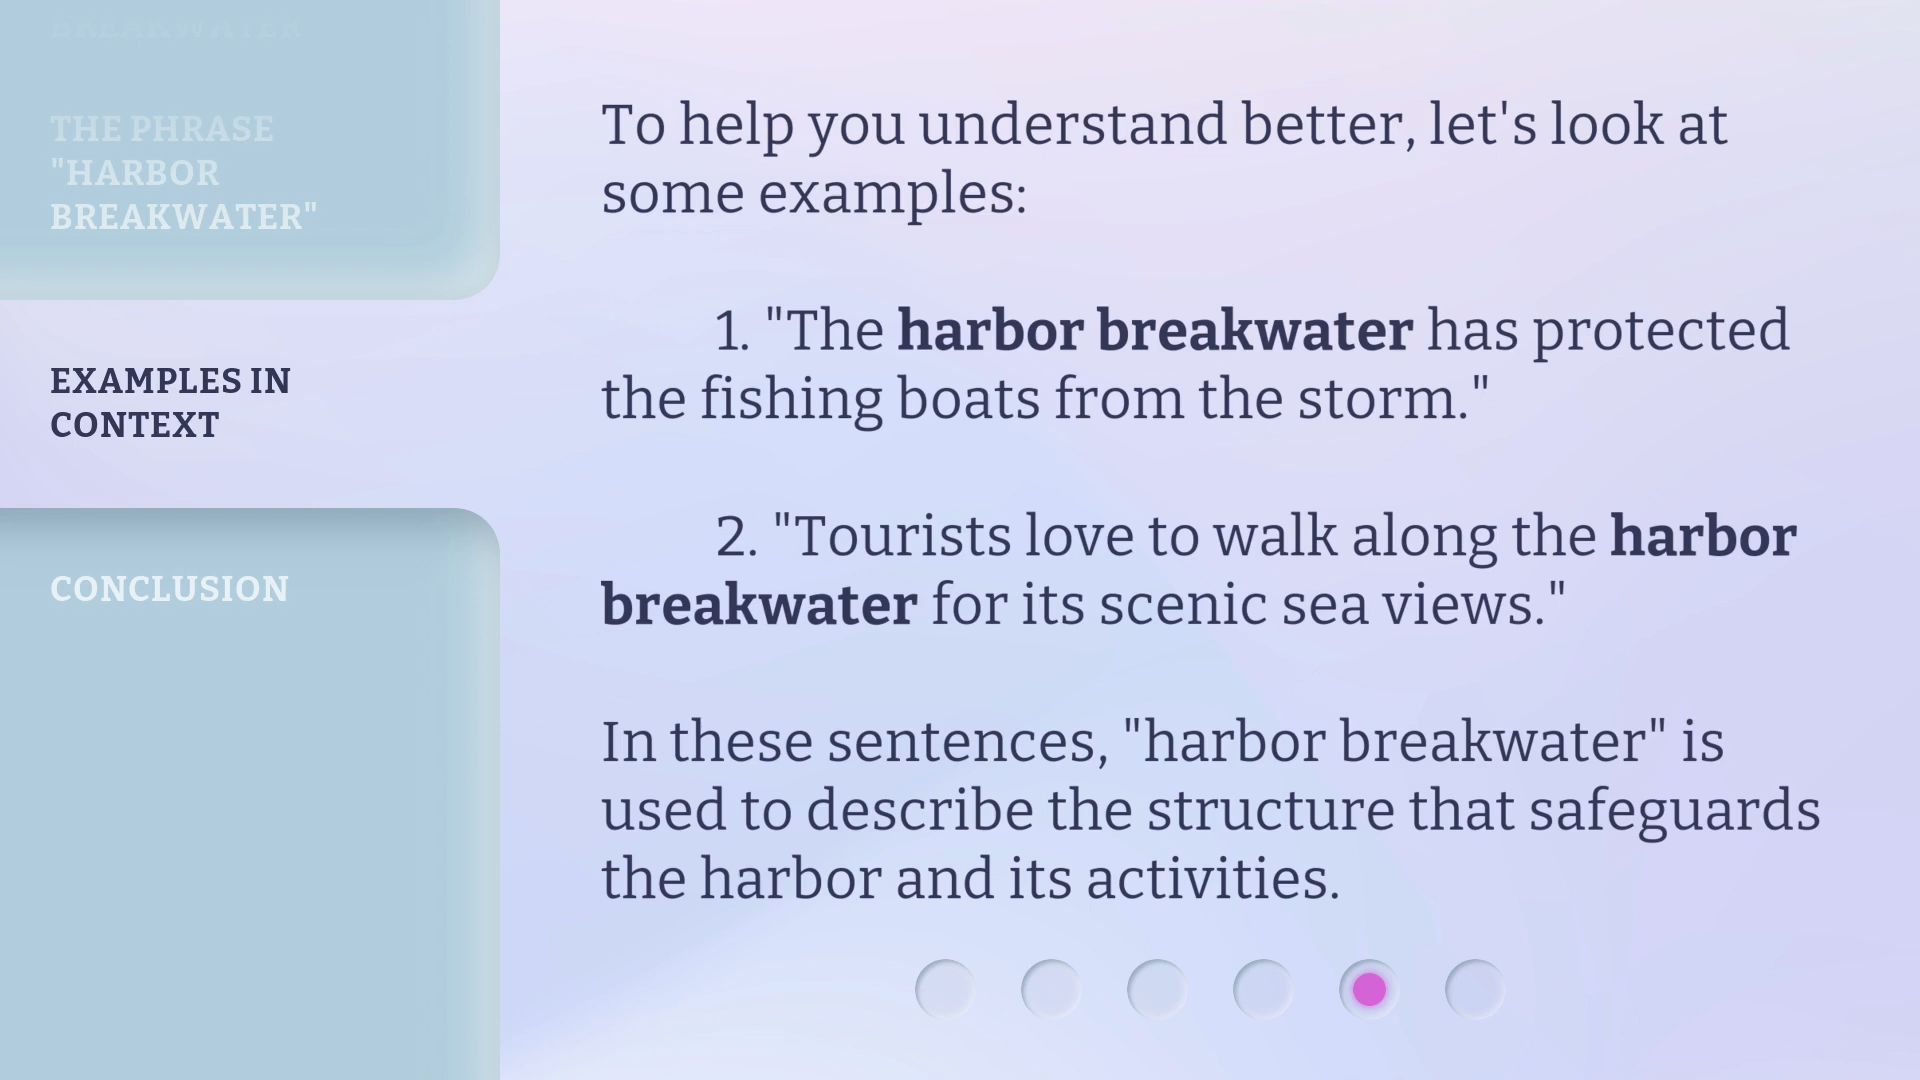 BREAKWATER
THE PHRASE
"HARBOR
BREAKWATER"
EXAMPLES IN
CONTEXT
CONCLUSION
To help you understand better, let's look at
some examples:
1. "The harbor breakwater has protected
the fishing boats from the storm."
2. "Tourists love to walk along the harbor
breakwater for its scenic sea views."
In these sentences, "harbor breakwater" is
used to describe the structure that safeguards
the harbor and its activities.